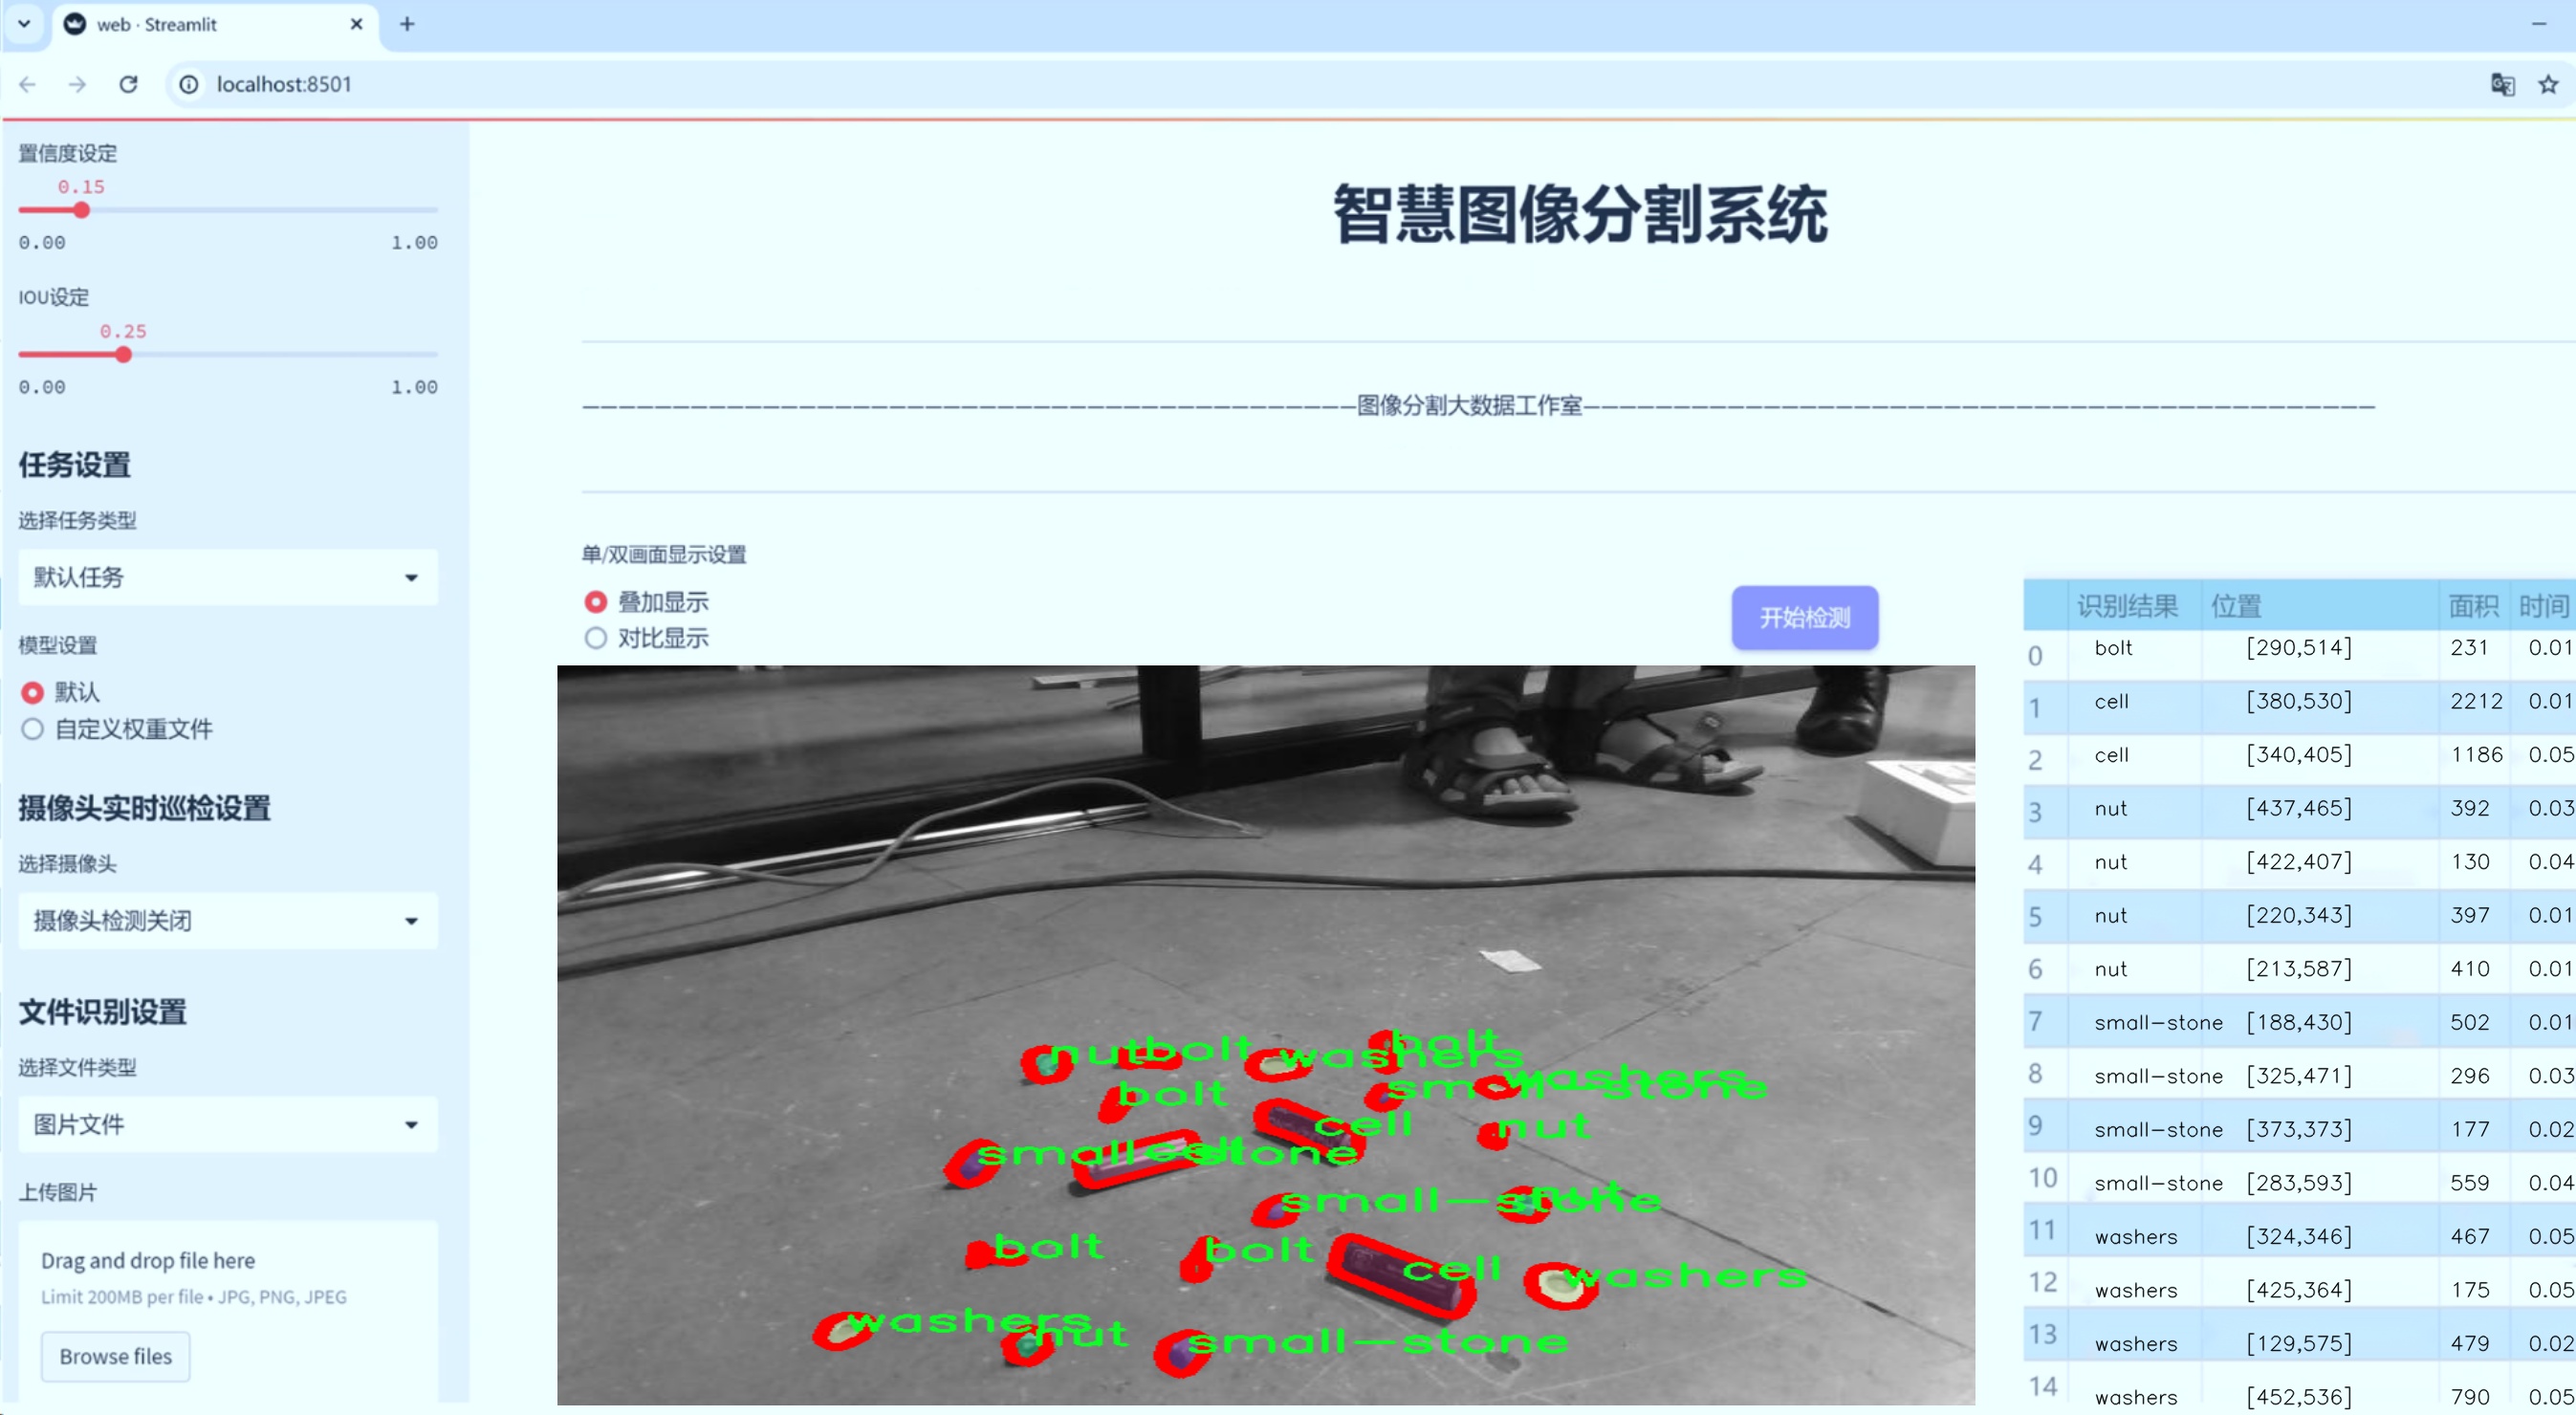 web · Streamlit
localhost:8501
置信度设定
0.15
0.00 1.00
IOU设定
0.25
0.00 1.00
任务设置
选择任务类型
默认任务
模型设置
默认
自定义权重文件
摄像头实时巡检设置
选择摄像头
摄像头检测关闭
文件识别设置
选择文件类型
图片文件
上传图片
Drag and drop file here
Limit 200MB per file • JPG, PNG, JPEG
Browse files
智慧图像分割系统
图像分割大数据工作室
单/双画面显示设置
叠加显示
对比显示
开始检测
nut
bolt
washers
bolt
bolt
small-stone
washers
cell
nut
small-stone
cell
small-stone
nut
bolt
bolt
cell
washers
washers
nut
small-stone
识别结果 位置 面积 时间
0 bolt [290,514] 231 0.01
1 cell [380,530] 2212 0.01
2 cell [340,405] 1186 0.05
3 nut [437,465] 392 0.03
4 nut [422,407] 130 0.04
5 nut [220,343] 397 0.01
6 nut [213,587] 410 0.01
7 small-stone [188,430] 502 0.01
8 small-stone [325,471] 296 0.03
9 small-stone [373,373] 177 0.02
10 small-stone [283,593] 559 0.04
11 washers [324,346] 467 0.05
12 washers [425,364] 175 0.05
13 washers [129,575] 479 0.02
14 washers [452,536] 790 0.05